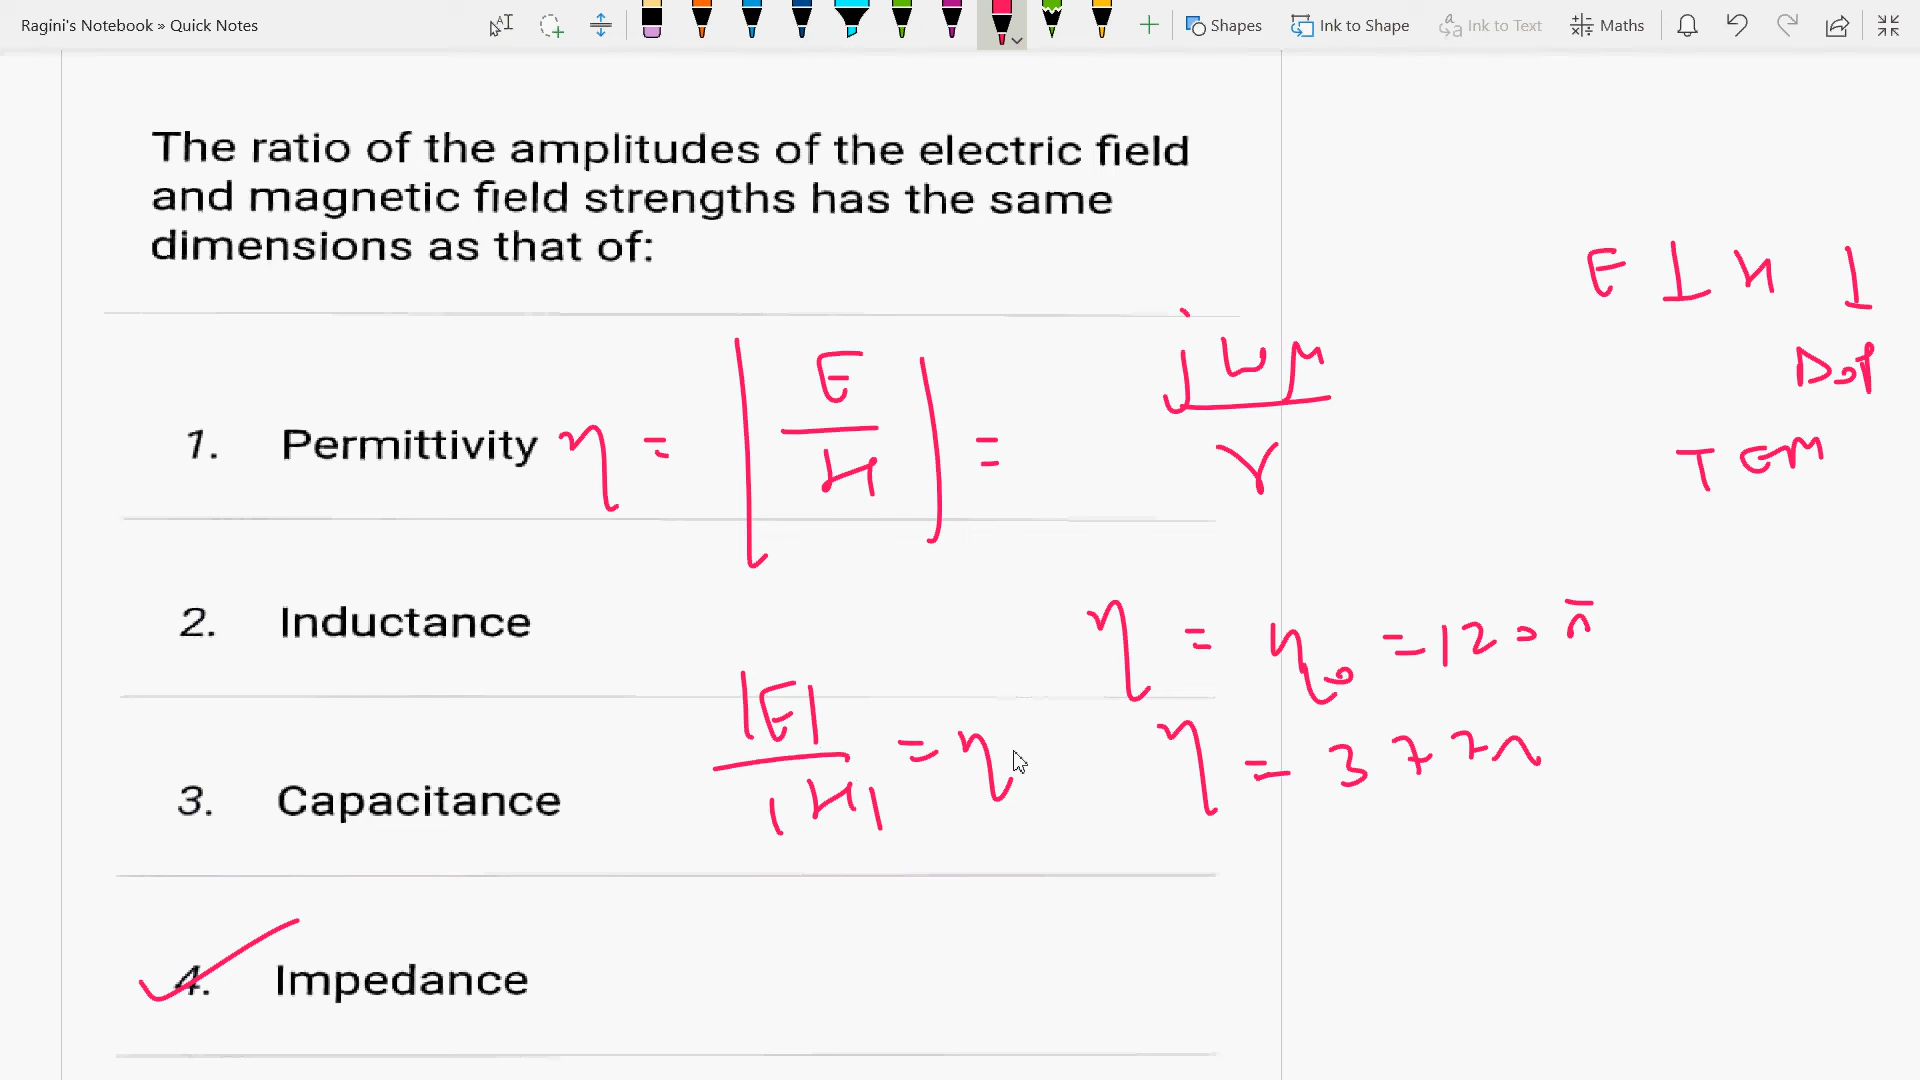 Ragini's Notebook » Quick Notes
Shapes
Ink to Shape
Ink to Text
Maths
The ratio of the amplitudes of the electric field
and magnetic field strengths has the same
dimensions as that of:
E ⊥ H ⊥
DOP
TEM
1. Permittivity
η = |E/H| = jωμ/γ
2. Inductance
η = η₀ = 120π
|E|/|H| = η
η = 377Ω
3. Capacitance
4. Impedance